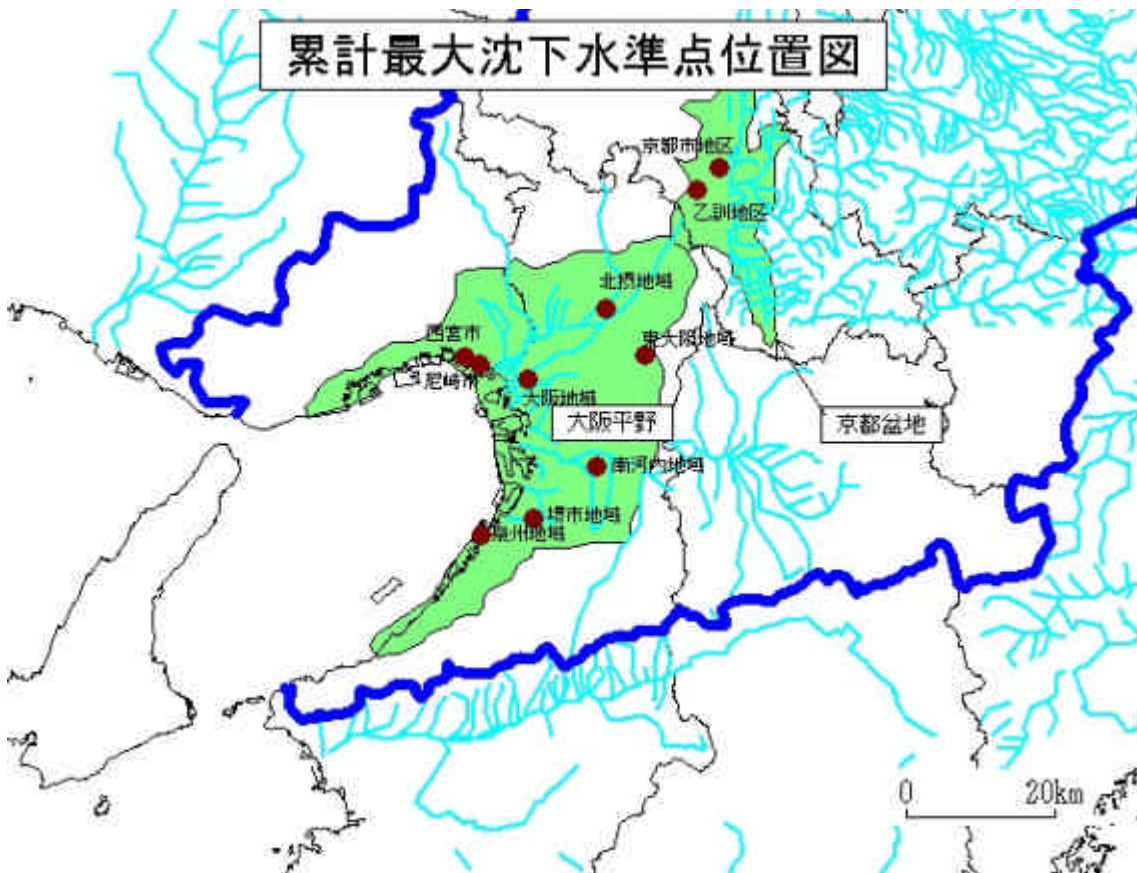 累計最大沈下水準点位置図
京都市地区
乙訓地区
北摂地域
西宮市
東大阪地域
尼崎市
大阪地域
大阪平野
京都盆地
南河内地域
堺市地域
泉州地域
0 20km